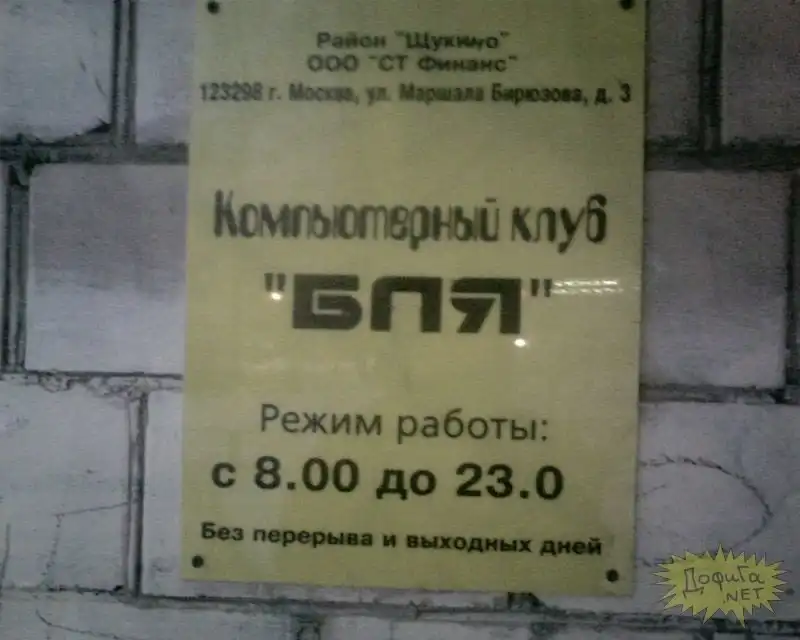 Район "Щукино"
ООО "СТ Финанс"
123298 г. Москва, ул. Маршала Бирюзова, д. 3
Компьютерный клуб
"БПЯ"
Режим работы:
с 8.00 до 23.0
Без перерыва и выходных дней
Дофига
.NET